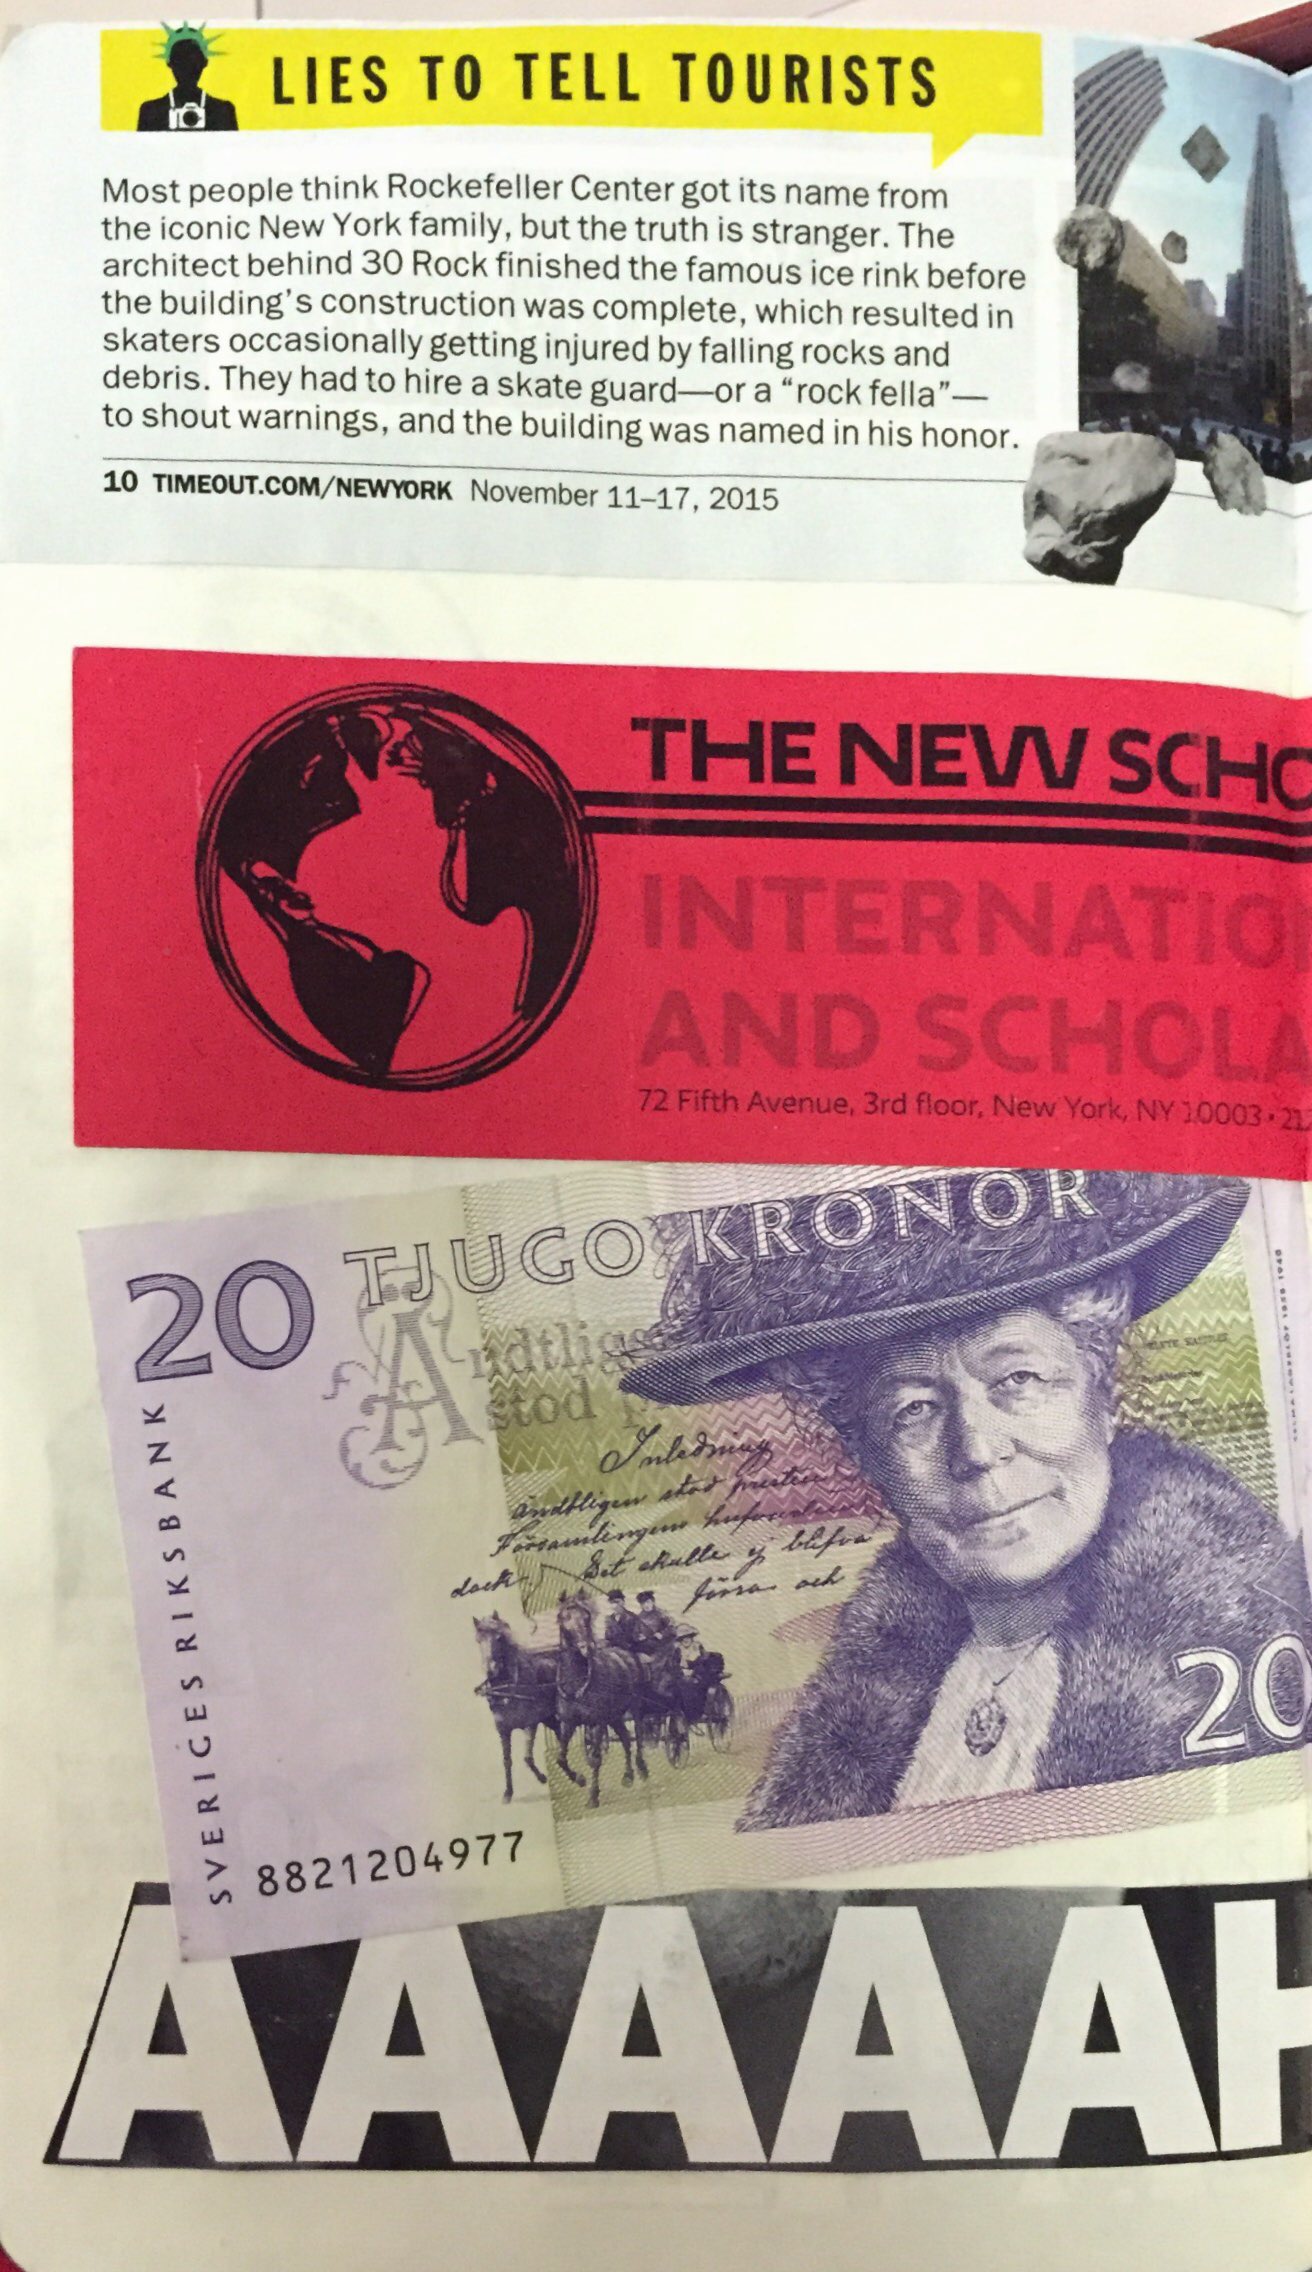 LIES TO TELL TOURISTS
Most people think Rockefeller Center got its name from
the iconic New York family, but the truth is stranger. The
architect behind 30 Rock finished the famous ice rink before
the building's construction was complete, which resulted in
skaters occasionally getting injured by falling rocks and
debris. They had to hire a skate guard—or a “rock fella”—
to shout warnings, and the building was named in his honor.
10 TIMEOUT.COM/NEWYORK November 11–17, 2015
THE NEW SCHO
INTERNATIO
AND SCHOLA
72 Fifth Avenue, 3rd floor, New York, NY 10003 • 21
20 TJUGO KRONOR
Andtlige
stod p
Inledning
Ändtligen stod presten
Församlingens
dock Det skulle ej blifva
förra och
20
SVERIGES RIKSBANK
8821204977
AAAAAH